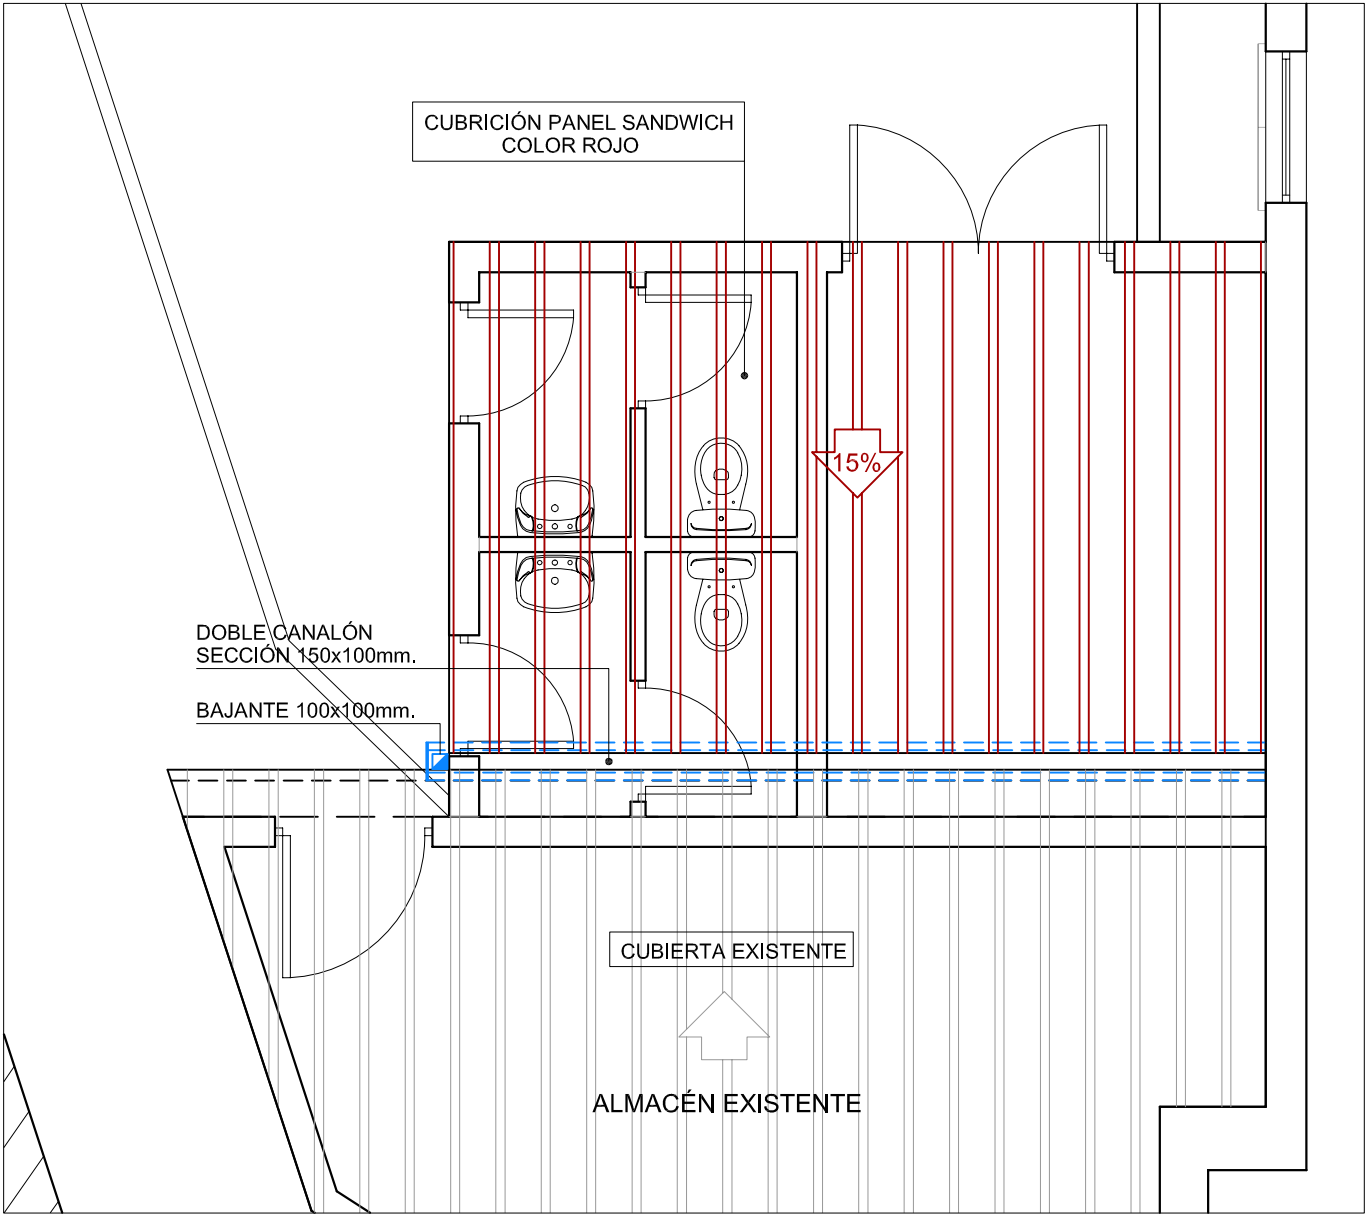 CUBRICIÓN PANEL SANDWICH
COLOR ROJO
15%
DOBLE CANALÓN
SECCIÓN 150x100mm.
BAJANTE 100x100mm.
CUBIERTA EXISTENTE
ALMACÉN EXISTENTE